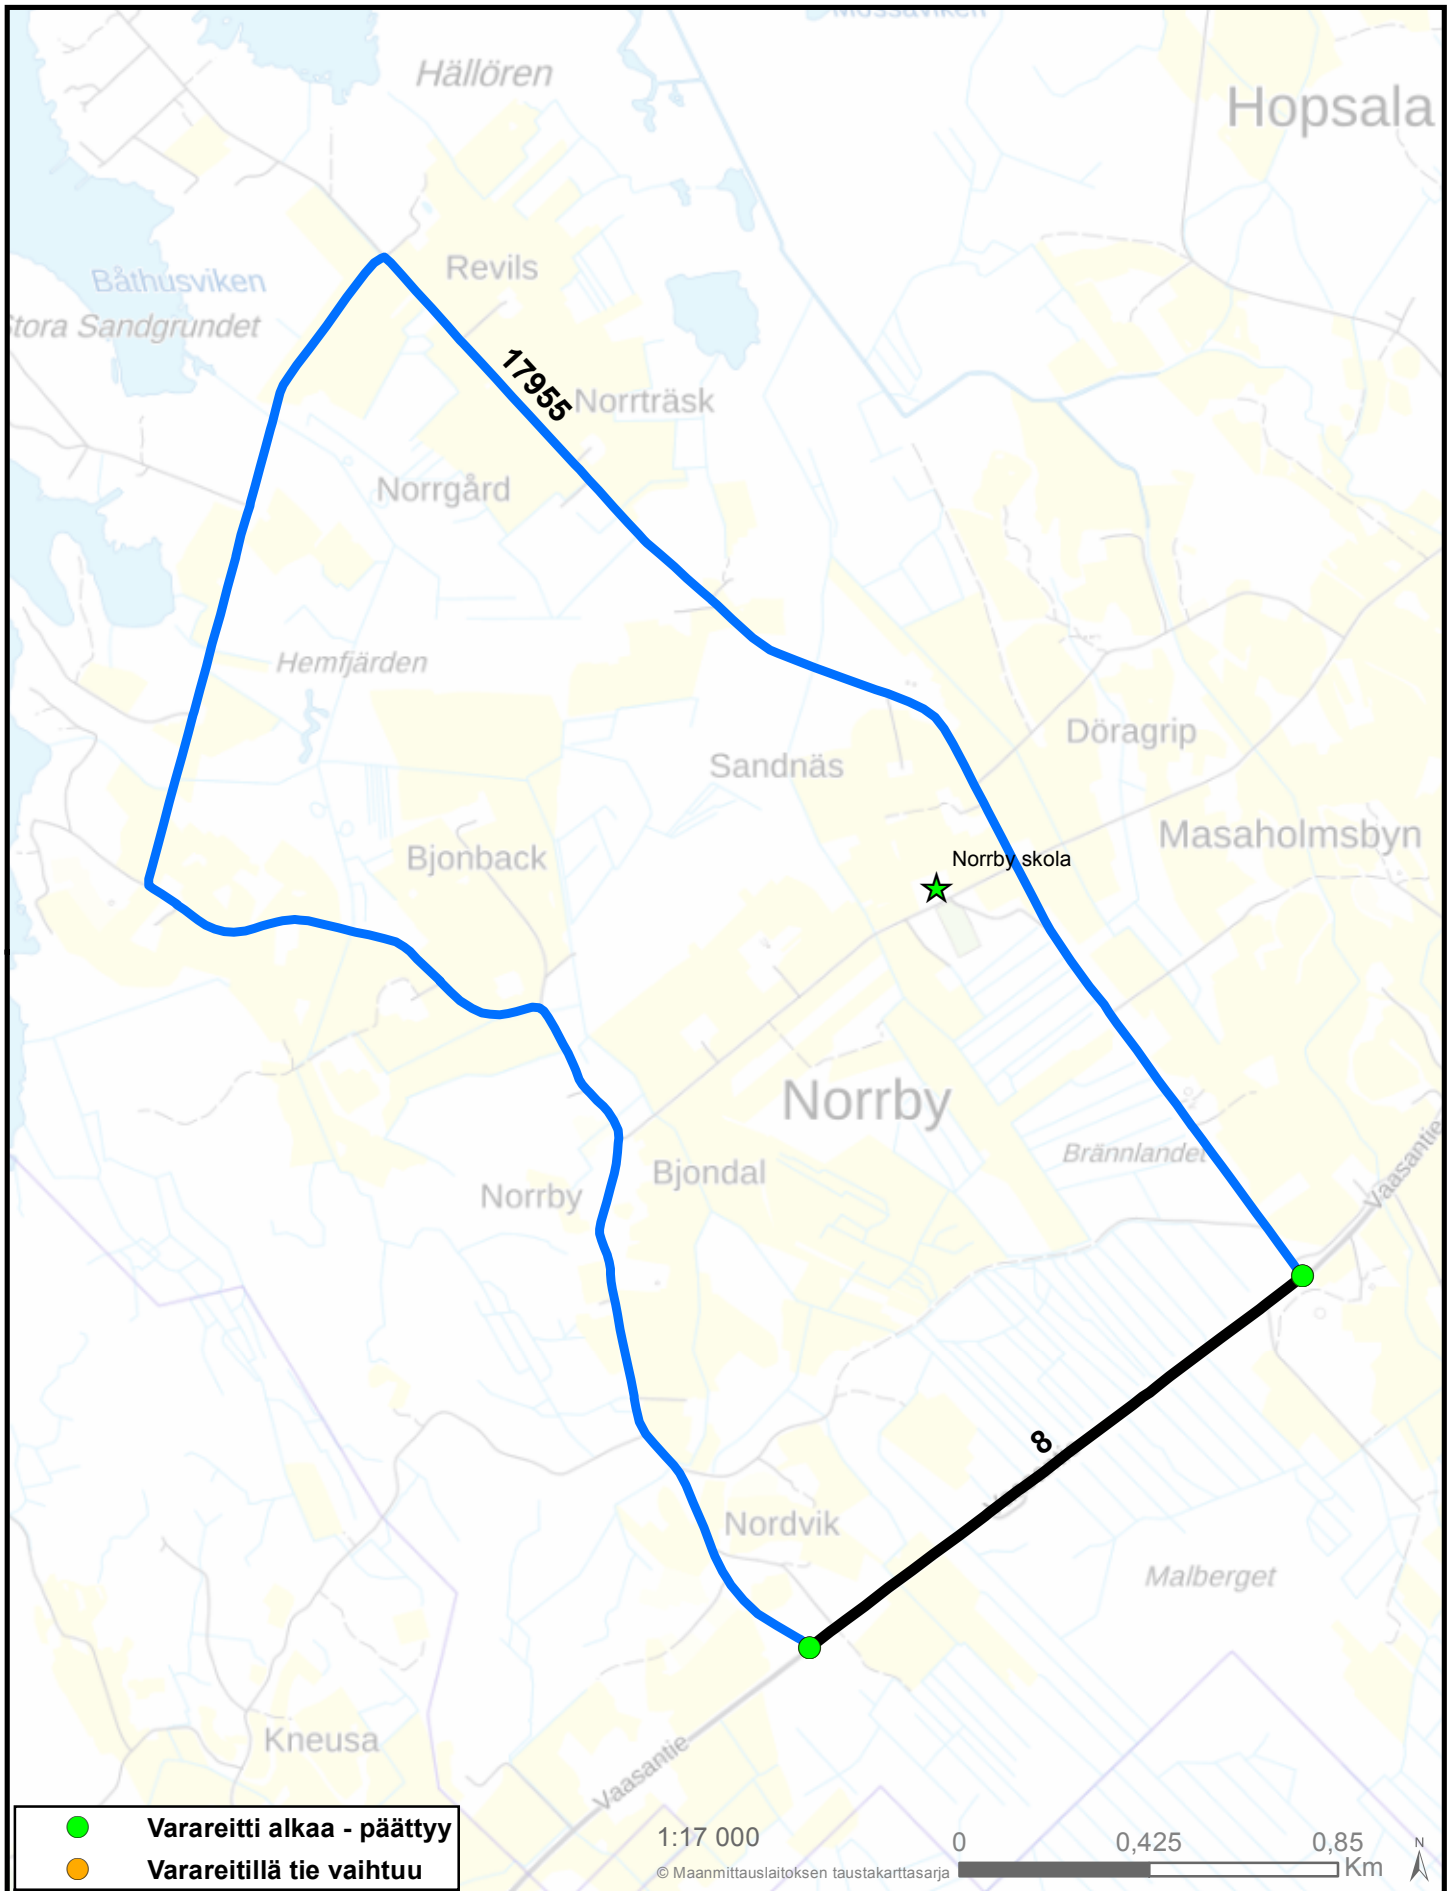 Mössaviken
Hällören
Hopsala
Revils
Båthusviken
Stora Sandgrundet
17955
Norrträsk
Norrgård
Hemfjärden
Döragrip
Sandnäs
Masaholmsbyn
Bjonback
Norrby skola
Norrby
Brännlandet
Vaasantie
Bjondal
Norrby
8
Nordvik
Malberget
Kneusa
Vaasantie
Varareitti alkaa - päättyy
Varareitillä tie vaihtuu
1:17 000
© Maanmittauslaitoksen taustakarttasarja
0 0,425 0,85
Km
N